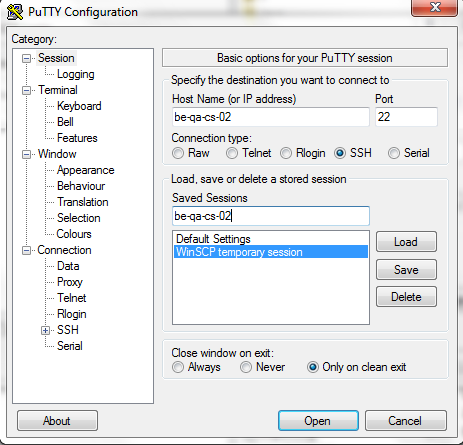 PuTTY Configuration
Category:
Session
Logging
Terminal
Keyboard
Bell
Features
Window
Appearance
Behaviour
Translation
Selection
Colours
Connection
Data
Proxy
Telnet
Rlogin
SSH
Serial
Basic options for your PuTTY session
Specify the destination you want to connect to
Host Name (or IP address) Port
be-qa-cs-02 22
Connection type:
Raw Telnet Rlogin SSH Serial
Load, save or delete a stored session
Saved Sessions
be-qa-cs-02
Default Settings
WinSCP temporary session
Load
Save
Delete
Close window on exit:
Always Never Only on clean exit
About Open Cancel